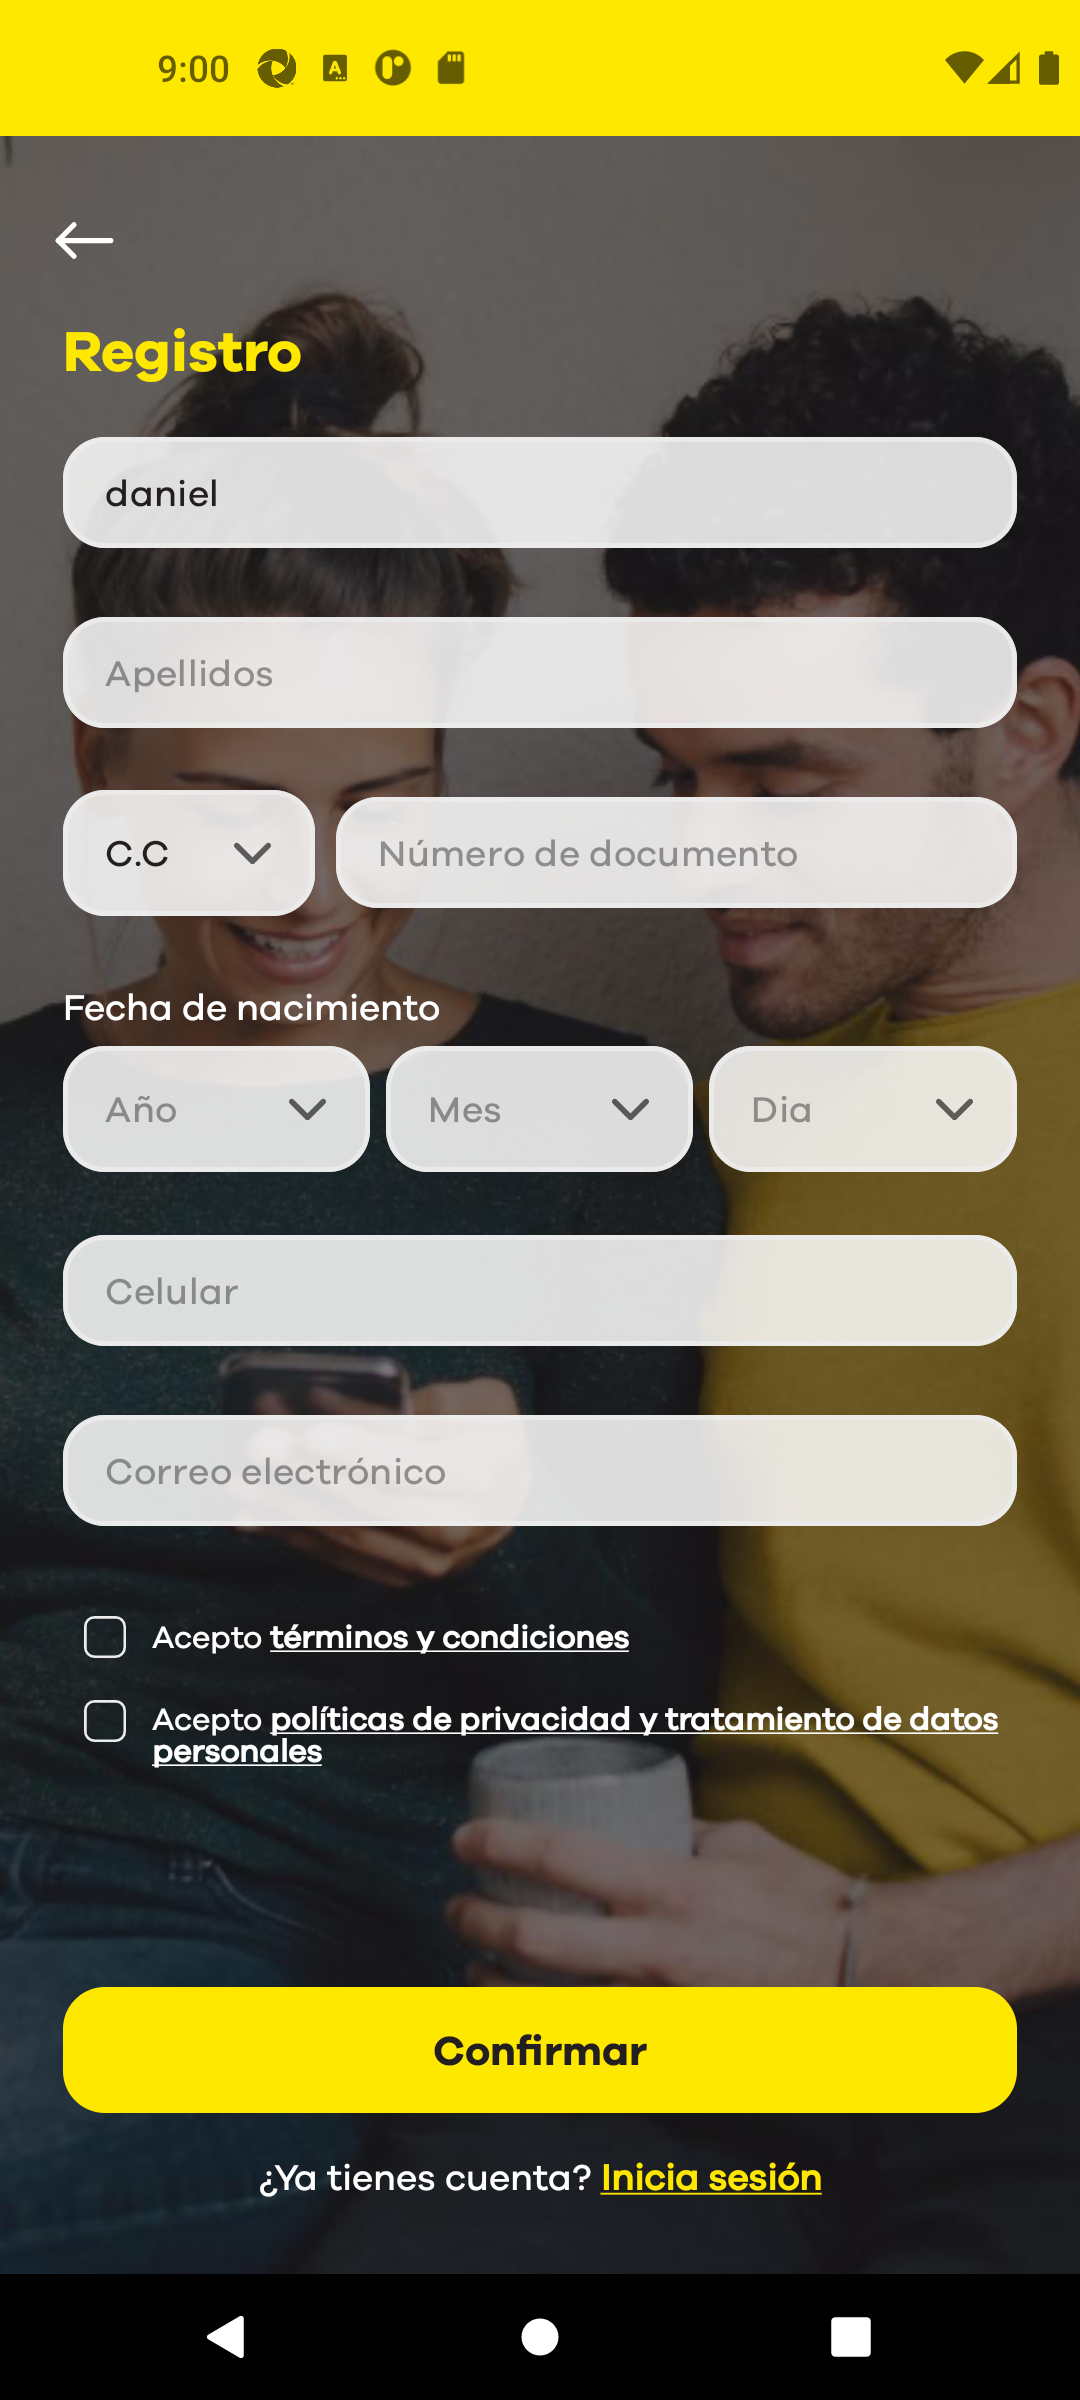 9:00
Registro
daniel
Apellidos
C.C
Número de documento
Fecha de nacimiento
Año
Mes
Dia
Celular
Correo electrónico
Acepto términos y condiciones
Acepto políticas de privacidad y tratamiento de datos
personales
Confirmar
¿Ya tienes cuenta? Inicia sesión